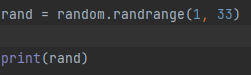 rand = random.randrange(1, 33)
print(rand)